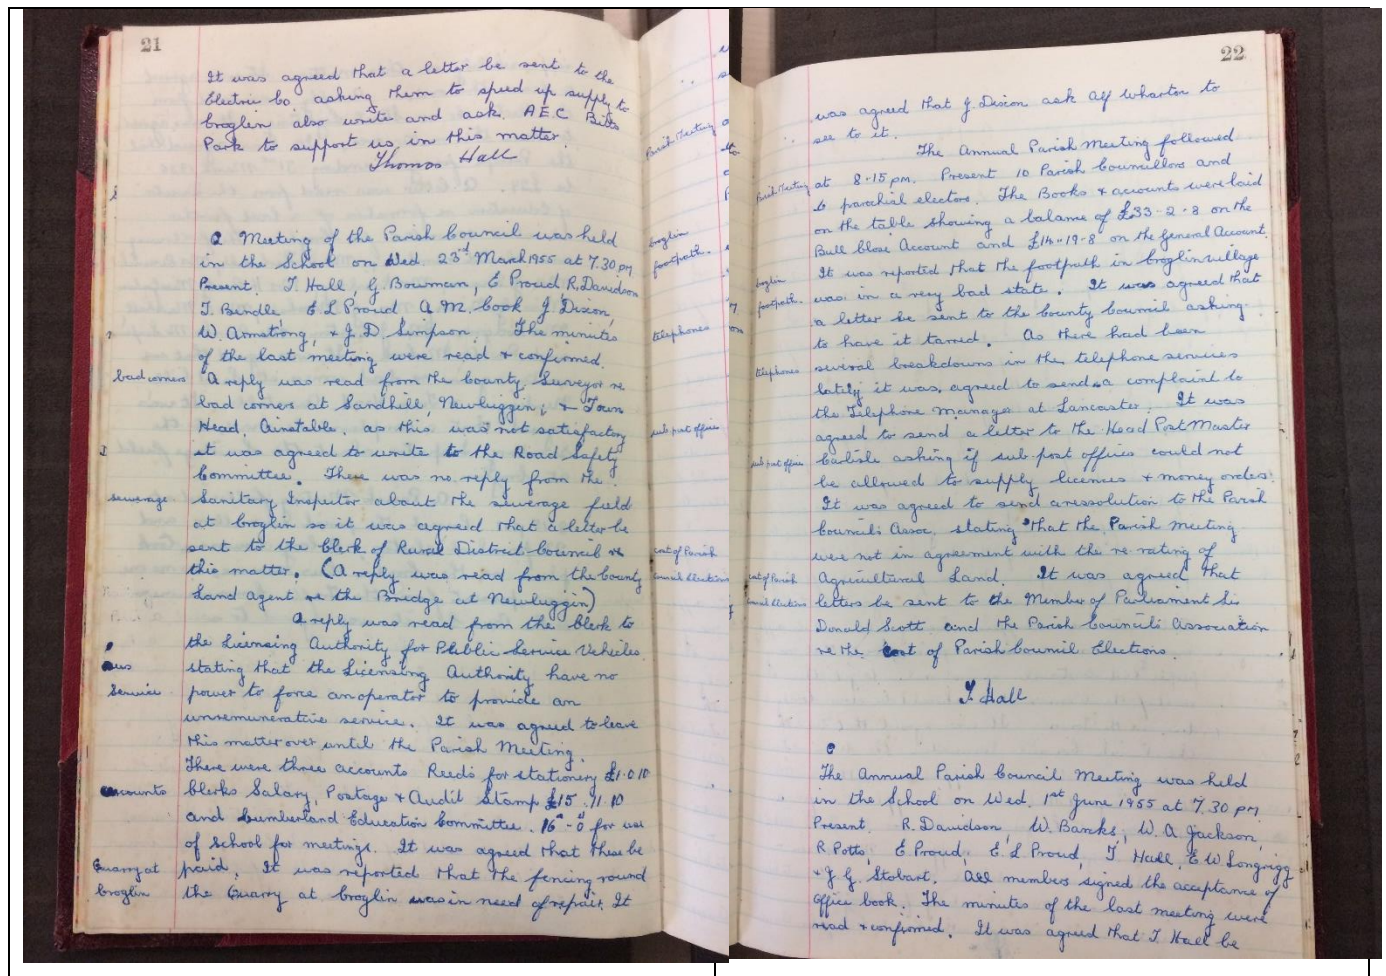 21
It was agreed that a letter be sent to the
Electric Co. asking them to speed up supply to
Croglin also write and ask. A E C Bitts
Park to support us in this matter.
Thomas Hall
A Meeting of the Parish Council was held
in the School on Wed 23rd March 1955 at 7.30 pm
Present. T. Hall G. Bowman, E Proud R. Davidson
T. Bendle E. L Proud A. M. Cook J. Dixon,
W. Armstrong, & J. D. Simpson. The minutes
of the last meeting were read & confirmed.
bad corners A reply was read from the County Surveyor re
bad corners at Sandhill, Newbiggin, & Town
Head Ainstable. as this was not satisfactory
it was agreed to write to the Road Safety
Committee. There was no reply from the
sewerage Sanitary Inspector about the sewerage field
at Croglin so it was agreed that a letter be
sent to the Clerk of Rural District Council re
this matter. (A reply was read from the County
Land Agent re the Bridge at Newbiggin)
A reply was read from the Clerk to
the Licensing Authority for Public Service Vehicles
Bus stating that the Licensing Authority have no
Service power to force an operator to provide an
unremunerative service. It was agreed to leave
this matter over until the Parish Meeting.
There were three accounts Reeds for stationery £1.0.10
accounts Clerks Salary, Postage & Audit Stamp £15.11.10
and Cumberland Education Committee. 16s-0d for use
of School for meetings. It was agreed that these be
Quarry at paid. It was reported that the fencing round
Croglin the Quarry at Croglin was in need of repair. It
Parish Meeting
Croglin
footpath.
telephones
sub post offices
cost of Parish
Council Elections
22
was agreed that J. Dixon ask Alf Wharton to
see to it.
The Annual Parish Meeting followed
Parish Meeting at 8-15 pm. Present 10 Parish Councillors and
6 parochial electors. The Books & accounts were laid
on the table showing a balance of £33-2-8 on the
Bull Close Account and £14-19-8 on the General Account.
Croglin It was reported that the footpath in Croglin village
footpath. was in a very bad state. It was agreed that
a letter be sent to the County Council asking
to have it tarred. As there had been
several breakdowns in the telephone services
telephones lately it was agreed to send a complaint to
the Telephone Manager at Lancaster. It was
agreed to send a letter to the Head Post Master
sub post offices Carlisle asking if sub-post offices could not
be allowed to supply licences & money orders.
It was agreed to send a ressolution to the Parish
Councils Assoc. stating that the Parish Meeting
were not in agreement with the re-rating of
cost of Parish Agricultural Land. It was agreed that
Council Elections letters be sent to the Member of Parliament Sir
Donald Scott and the Parish Councils Association
re the Cost of Parish Council Elections.
T. Hall
The Annual Parish Council Meeting was held
in the School on Wed. 1st June 1955 at 7.30 pm
Present. R. Davidson, W. Banks, W. A. Jackson,
R Potts, E Proud, E. L Proud, T. Hall, E W Longrigg
& J G. Stobart. All members signed the acceptance of
office book. The minutes of the last meeting were
read & confirmed. It was agreed that T. Hall be